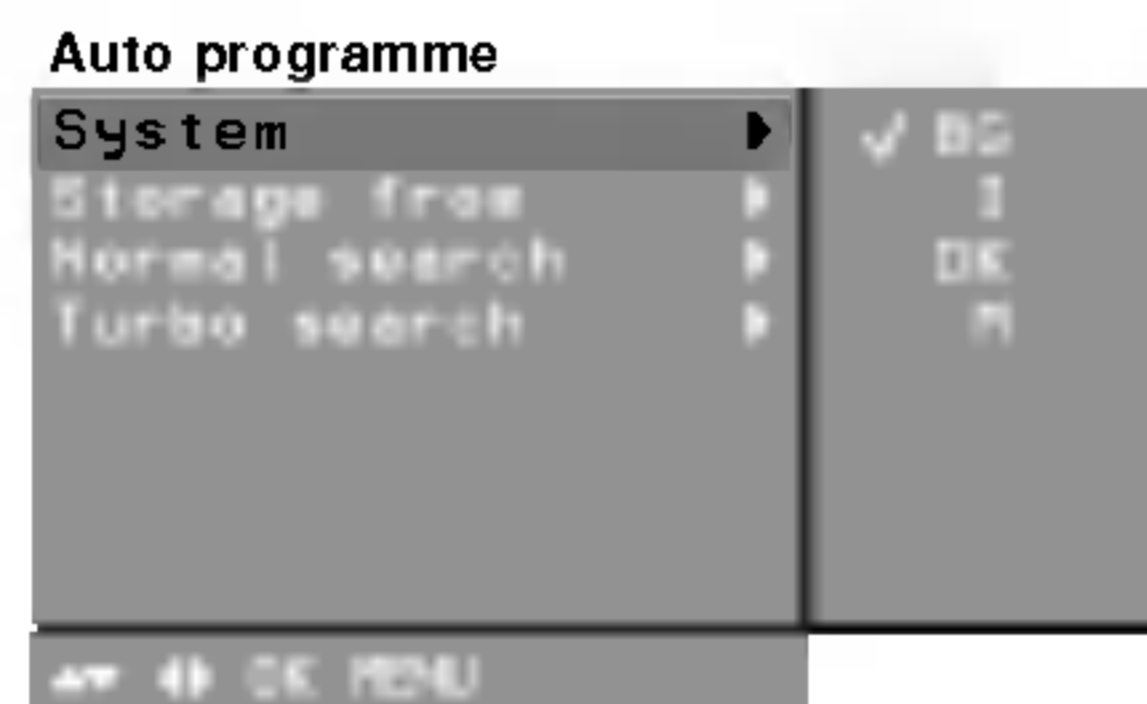 Auto programme
System ▶ ✓ BG
Storage from ▶ I
Normal search ▶ DK
Turbo search ▶ M
▲▼ ◀▶ OK MENU